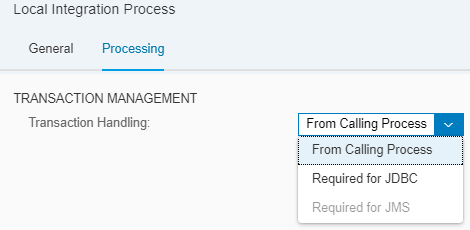 Local Integration Process
General Processing
TRANSACTION MANAGEMENT
Transaction Handling: From Calling Process
From Calling Process
Required for JDBC
Required for JMS